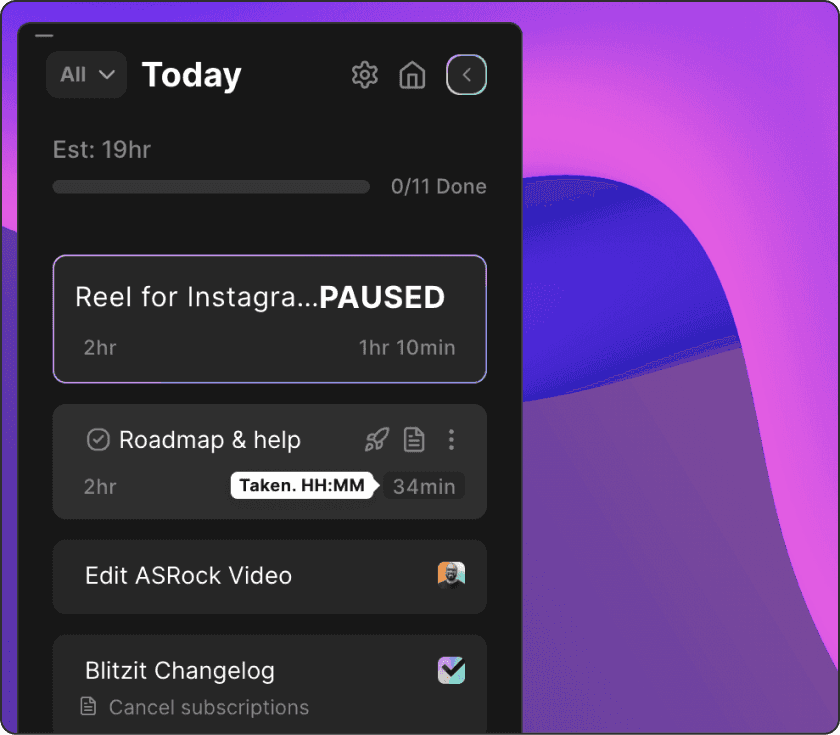 All Today
Est: 19hr
0/11 Done
Reel for Instagra...PAUSED
2hr 1hr 10min
Roadmap & help
2hr Taken. HH:MM 34min
Edit ASRock Video
Blitzit Changelog
Cancel subscriptions